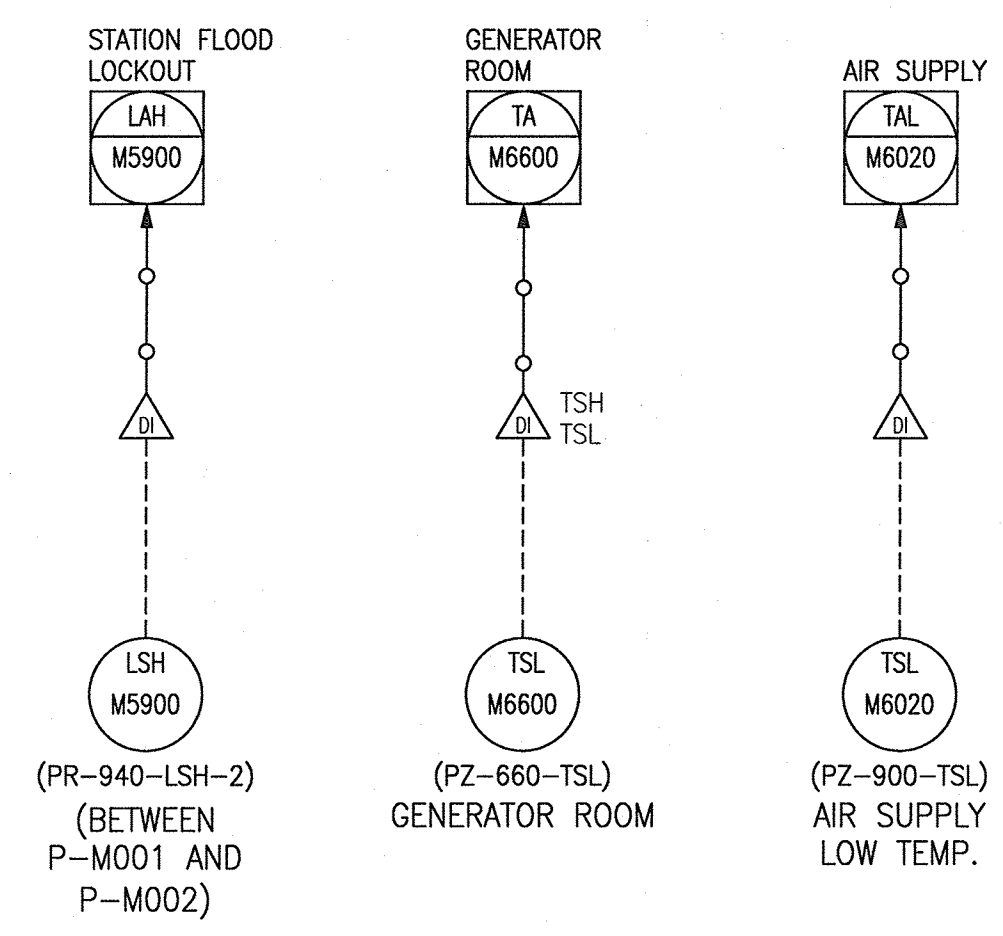 STATION FLOOD
LOCKOUT
LAH
M5900
DI
LSH
M5900
(PR-940-LSH-2)
(BETWEEN
P-M001 AND
P-M002)
GENERATOR
ROOM
TA
M6600
DI
TSH
TSL
TSL
M6600
(PZ-660-TSL)
GENERATOR ROOM
AIR SUPPLY
TAL
M6020
DI
TSL
M6020
(PZ-900-TSL)
AIR SUPPLY
LOW TEMP.